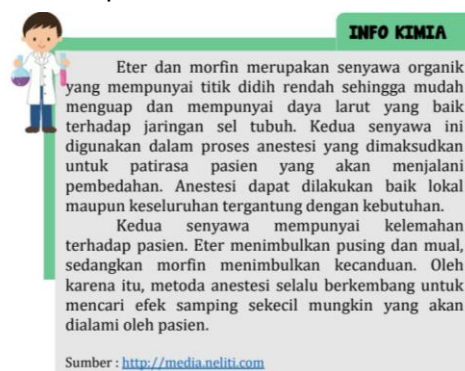 INFO KIMIA
Eter dan morfin merupakan senyawa organik
yang mempunyai titik didih rendah sehingga mudah
menguap dan mempunyai daya larut yang baik
terhadap jaringan sel tubuh. Kedua senyawa ini
digunakan dalam proses anestesi yang dimaksudkan
untuk patirasa pasien yang akan menjalani
pembedahan. Anestesi dapat dilakukan baik lokal
maupun keseluruhan tergantung dengan kebutuhan.
Kedua senyawa mempunyai kelemahan
terhadap pasien. Eter menimbulkan pusing dan mual,
sedangkan morfin menimbulkan kecanduan. Oleh
karena itu, metoda anestesi selalu berkembang untuk
mencari efek samping sekecil mungkin yang akan
dialami oleh pasien.
Sumber : http://media.neliti.com